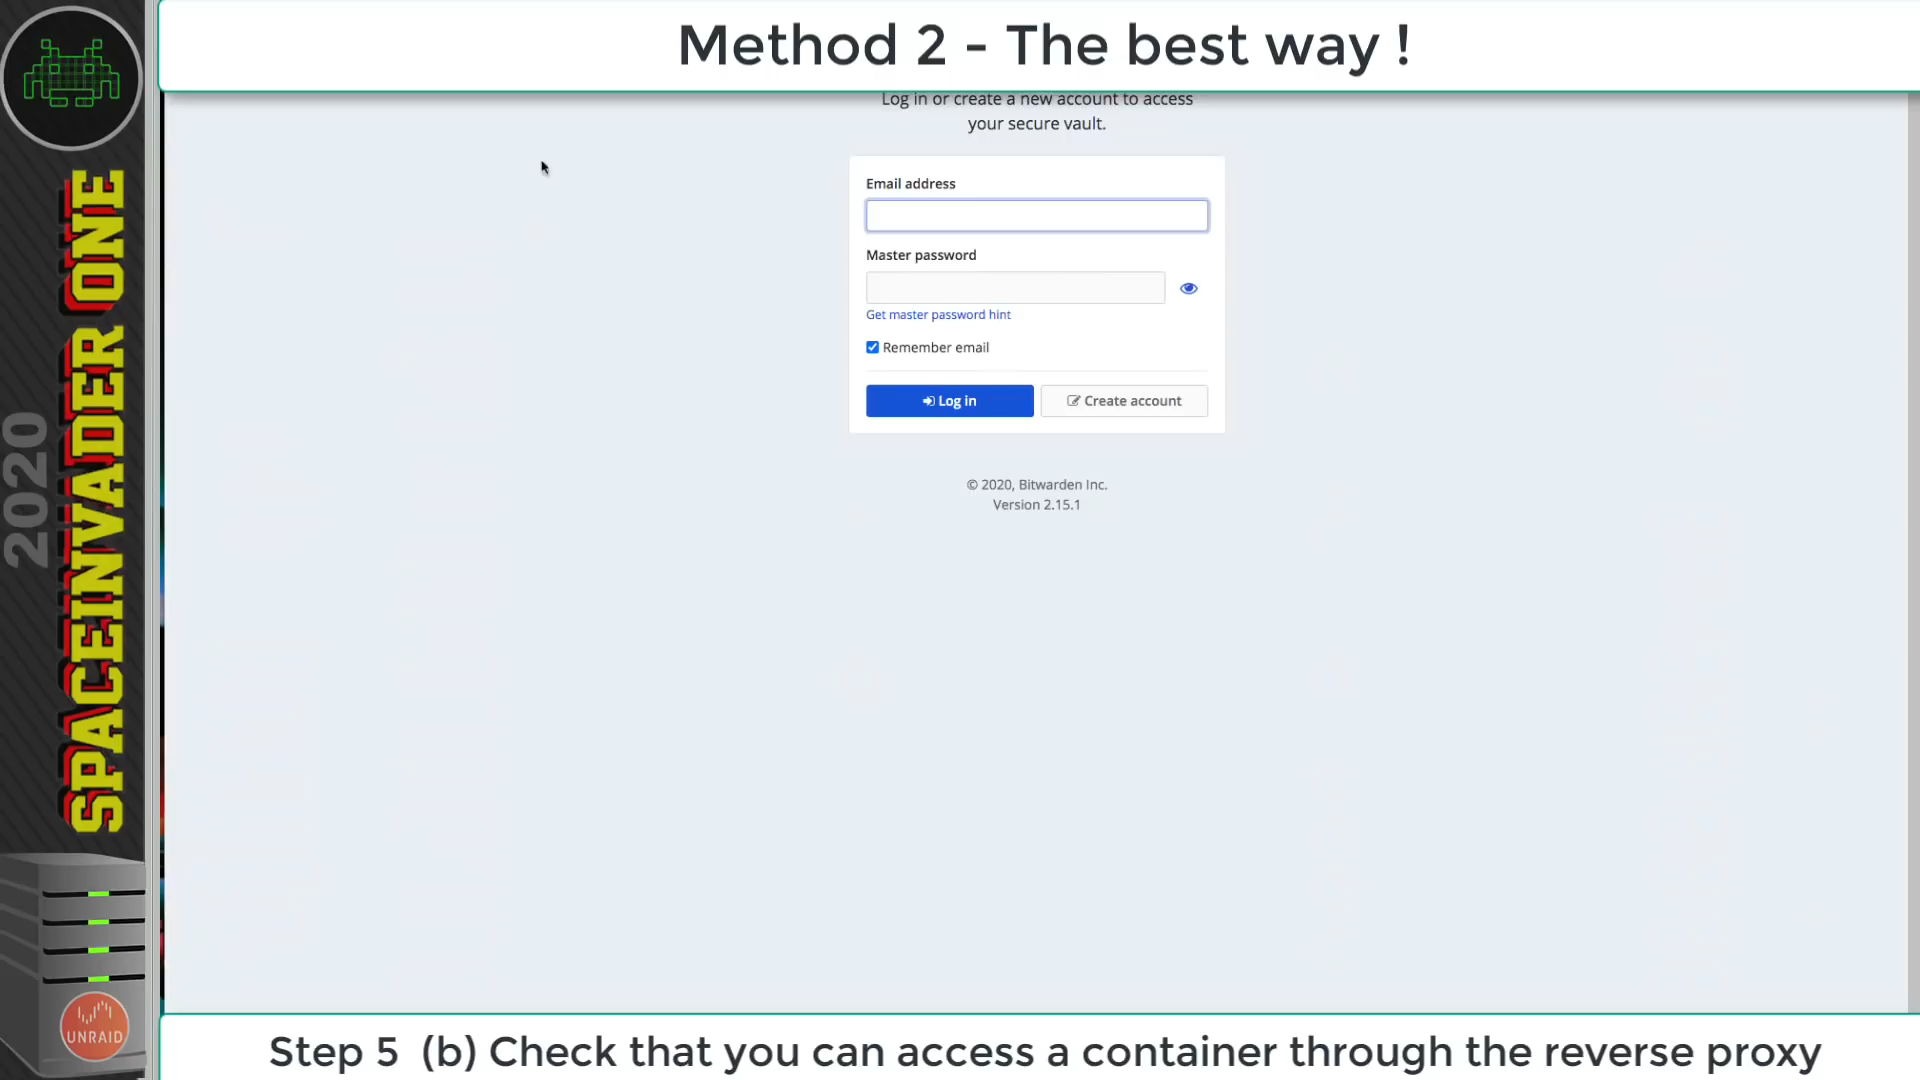 Method 2 - The best way !
Log in or create a new account to access
your secure vault.
Email address
Master password
Get master password hint
Remember email
Log in
Create account
© 2020, Bitwarden Inc.
Version 2.15.1
Step 5 (b) Check that you can access a container through the reverse proxy
2020
SPACEINVADER ONE
UNRAID